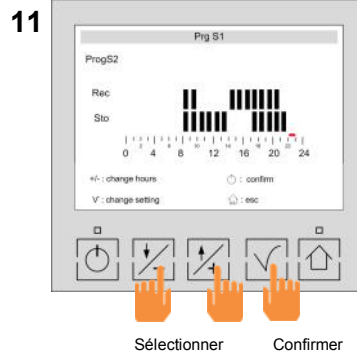 11
Prg S1
ProgS2
Rec
Sto
0 4 8 12 16 20 24
+/- : change hours : confirm
√ : change setting : esc
Sélectionner Confirmer